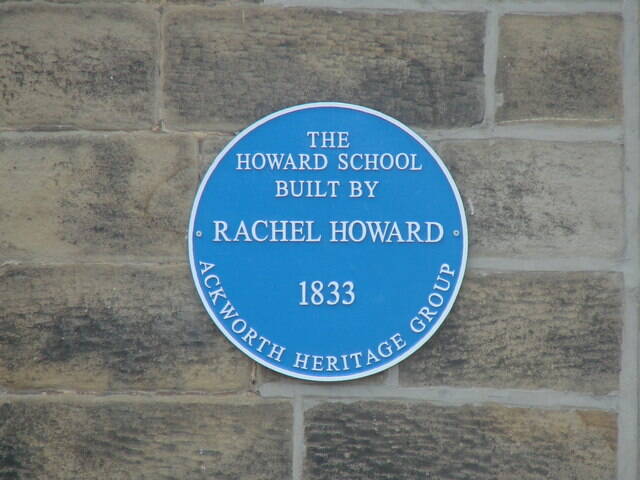 THE
HOWARD SCHOOL
BUILT BY
RACHEL HOWARD
1833
ACKWORTH HERITAGE GROUP